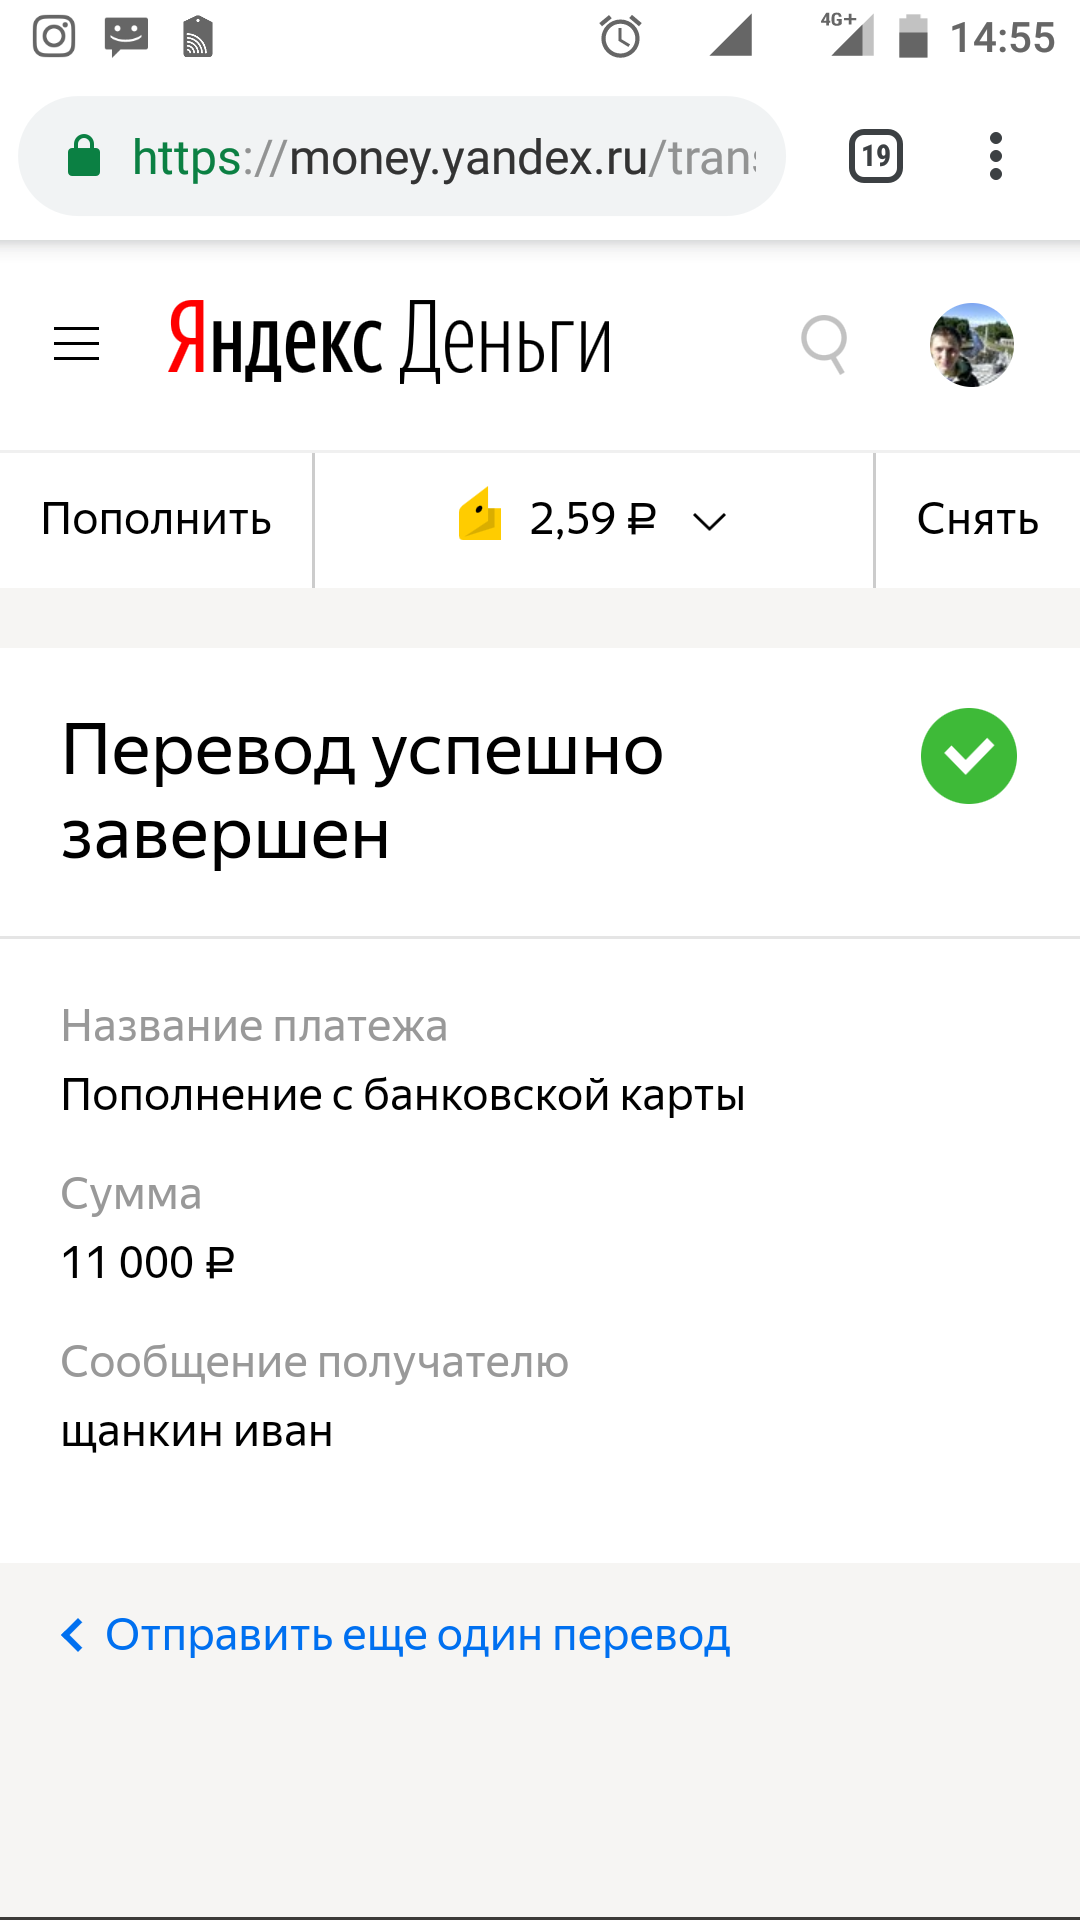 4G+ 14:55
https://money.yandex.ru/tran
19
Яндекс Деньги
Пополнить 2,59 ₽ Снять
Перевод успешно
завершен
Название платежа
Пополнение с банковской карты
Сумма
11 000 ₽
Сообщение получателю
щанкин иван
Отправить еще один перевод